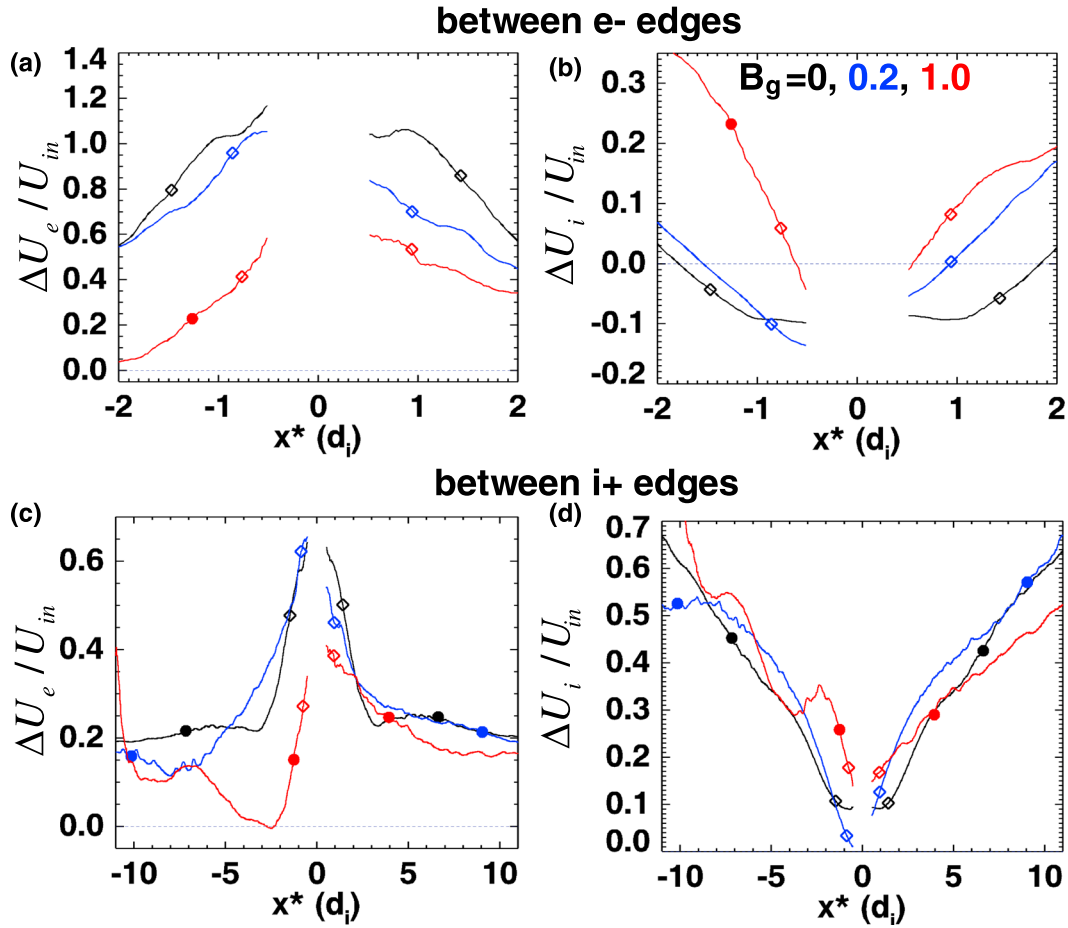 between e- edges
(a)
1.4
1.2
1.0
0.8
0.6
0.4
0.2
0.0
ΔU_e / U_in
-2 -1 0 1 2
x* (d_i)
(b)
B_g=0, 0.2, 1.0
0.3
0.2
0.1
0.0
-0.1
-0.2
ΔU_i / U_in
-2 -1 0 1 2
x* (d_i)
between i+ edges
(c)
0.6
0.4
0.2
0.0
ΔU_e / U_in
-10 -5 0 5 10
x* (d_i)
(d)
0.7
0.6
0.5
0.4
0.3
0.2
0.1
0.0
ΔU_i / U_in
-10 -5 0 5 10
x* (d_i)